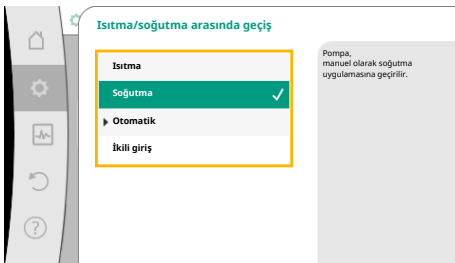 Isıtma/soğutma arasında geçiş
Isıtma
Soğutma
Otomatik
İkili giriş
Pompa,
manuel olarak soğutma
uygulamasına geçirilir.